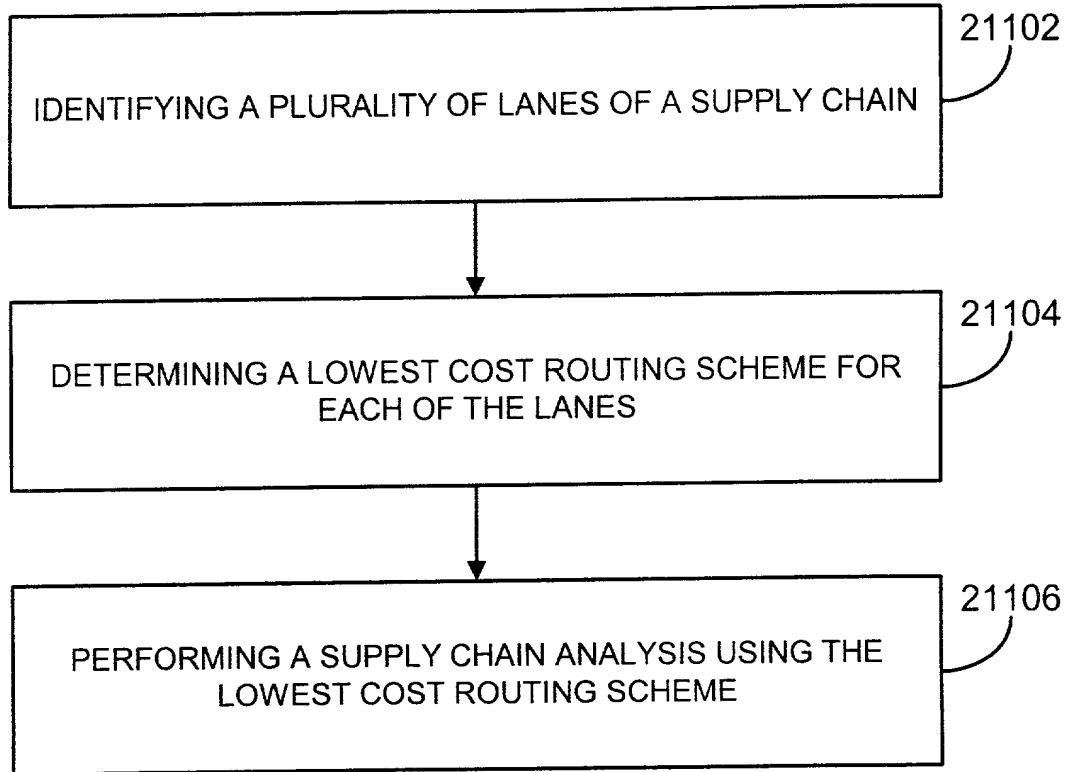 21102
IDENTIFYING A PLURALITY OF LANES OF A SUPPLY CHAIN
21104
DETERMINING A LOWEST COST ROUTING SCHEME FOR
EACH OF THE LANES
21106
PERFORMING A SUPPLY CHAIN ANALYSIS USING THE
LOWEST COST ROUTING SCHEME